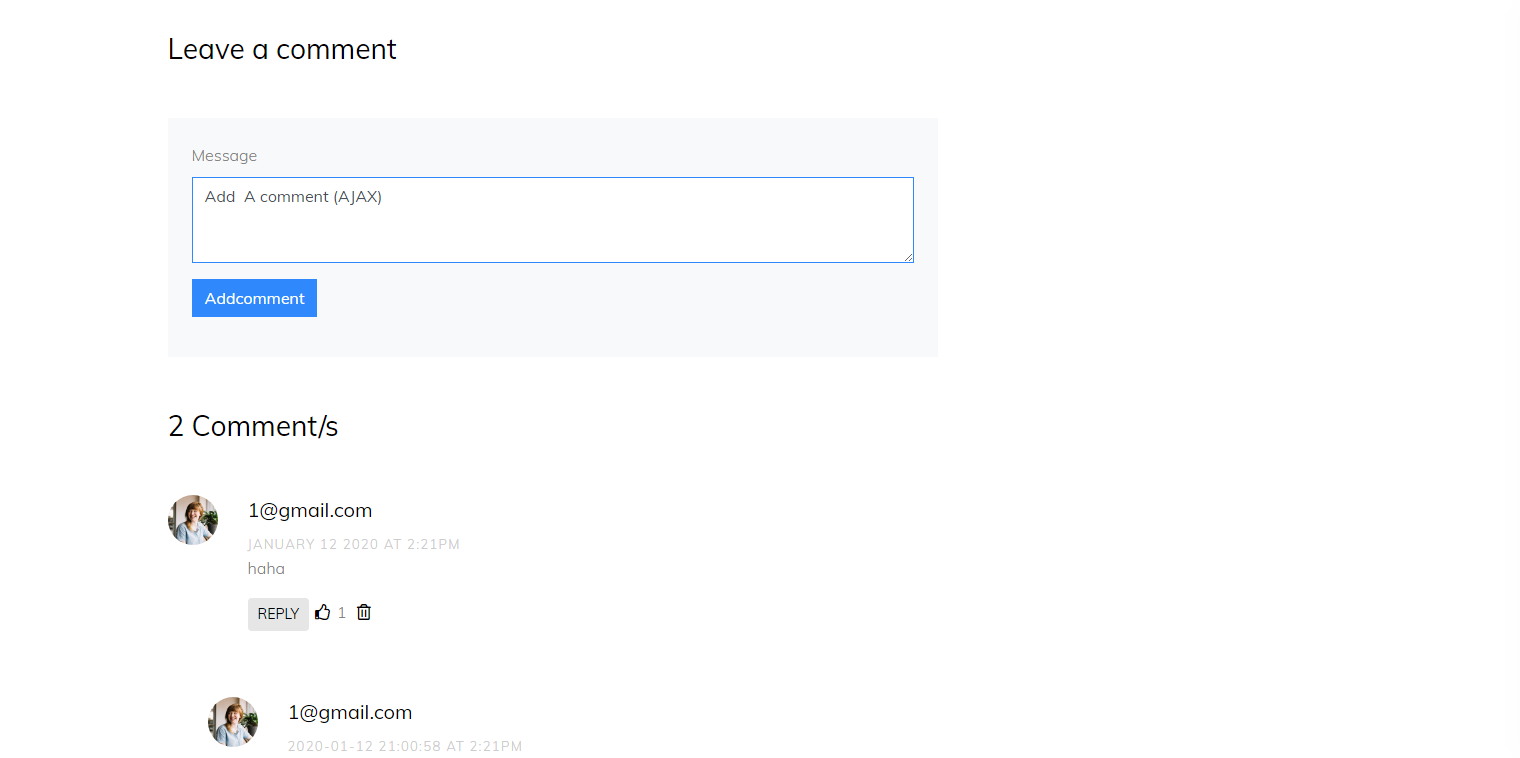 Leave a comment
Message
Add  A comment (AJAX)
Addcomment
2 Comment/s
1@gmail.com
JANUARY 12 2020 AT 2:21PM
haha
REPLY 1
1@gmail.com
2020-01-12 21:00:58 AT 2:21PM